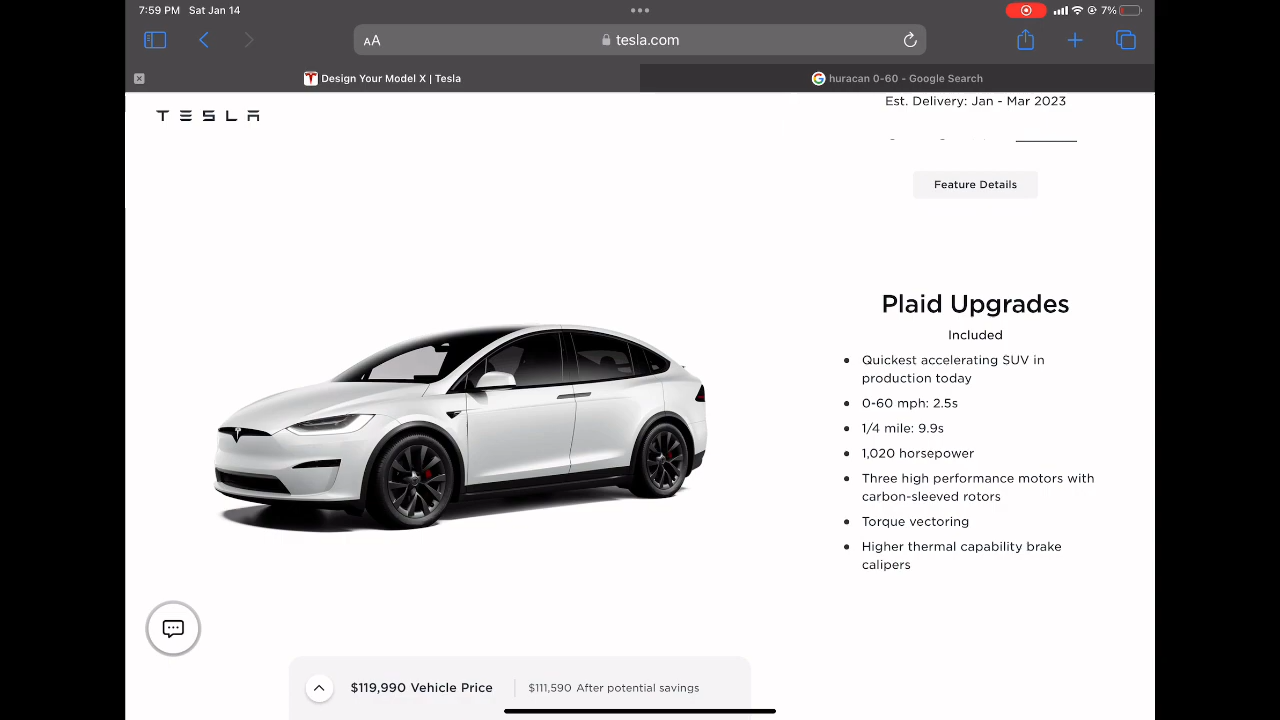 7:59 PM Sat Jan 14
7%
AA
tesla.com
Design Your Model X | Tesla
huracan 0-60 - Google Search
TESLA
Est. Delivery: Jan - Mar 2023
Feature Details
Plaid Upgrades
Included
Quickest accelerating SUV in
production today
0-60 mph: 2.5s
1/4 mile: 9.9s
1,020 horsepower
Three high performance motors with
carbon-sleeved rotors
Torque vectoring
Higher thermal capability brake
calipers
$119,990 Vehicle Price
$111,590 After potential savings